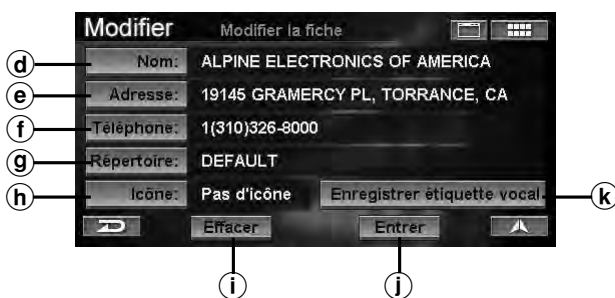 Modifier Modifier la fiche
d Nom: ALPINE ELECTRONICS OF AMERICA
e Adresse: 19145 GRAMERCY PL, TORRANCE, CA
f Téléphone: 1(310)326-8000
g Répertoire: DEFAULT
h Icône: Pas d'icône Enregistrer étiquette vocal k
Effacer Entrer
i j